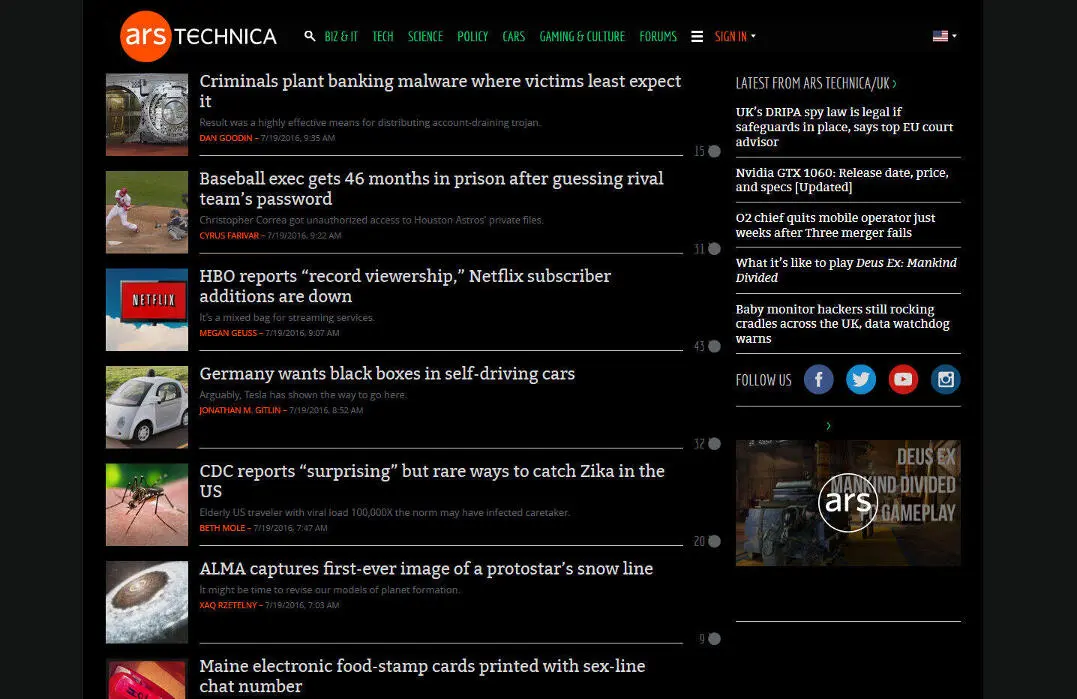 ars TECHNICA
BIZ & IT TECH SCIENCE POLICY CARS GAMING & CULTURE FORUMS SIGN IN
Criminals plant banking malware where victims least expect
it
Result was a highly effective means for distributing account-draining trojan.
DAN GOODIN – 7/19/2016, 9:35 AM
15
Baseball exec gets 46 months in prison after guessing rival
team’s password
Christopher Correa got unauthorized access to Houston Astros’ private files.
CYRUS FARIVAR – 7/19/2016, 9:22 AM
31
HBO reports “record viewership,” Netflix subscriber
additions are down
It’s a mixed bag for streaming services.
MEGAN GEUSS – 7/19/2016, 9:07 AM
NETFLIX
43
Germany wants black boxes in self-driving cars
Arguably, Tesla has shown the way to go here.
JONATHAN M. GITLIN – 7/19/2016, 8:52 AM
32
CDC reports “surprising” but rare ways to catch Zika in the
US
Elderly US traveler with viral load 100,000X the norm may have infected caretaker.
BETH MOLE – 7/19/2016, 7:47 AM
20
ALMA captures first-ever image of a protostar’s snow line
It might be time to revise our models of planet formation.
XAQ RZETELNY – 7/19/2016, 7:03 AM
9
Maine electronic food-stamp cards printed with sex-line
chat number
LATEST FROM ARS TECHNICA/UK ›
UK’s DRIPA spy law is legal if
safeguards in place, says top EU court
advisor
Nvidia GTX 1060: Release date, price,
and specs [Updated]
O2 chief quits mobile operator just
weeks after Three merger fails
What it’s like to play Deus Ex: Mankind
Divided
Baby monitor hackers still rocking
cradles across the UK, data watchdog
warns
FOLLOW US
›
DEUS EX
MANKIND DIVIDED
GAMEPLAY
ars